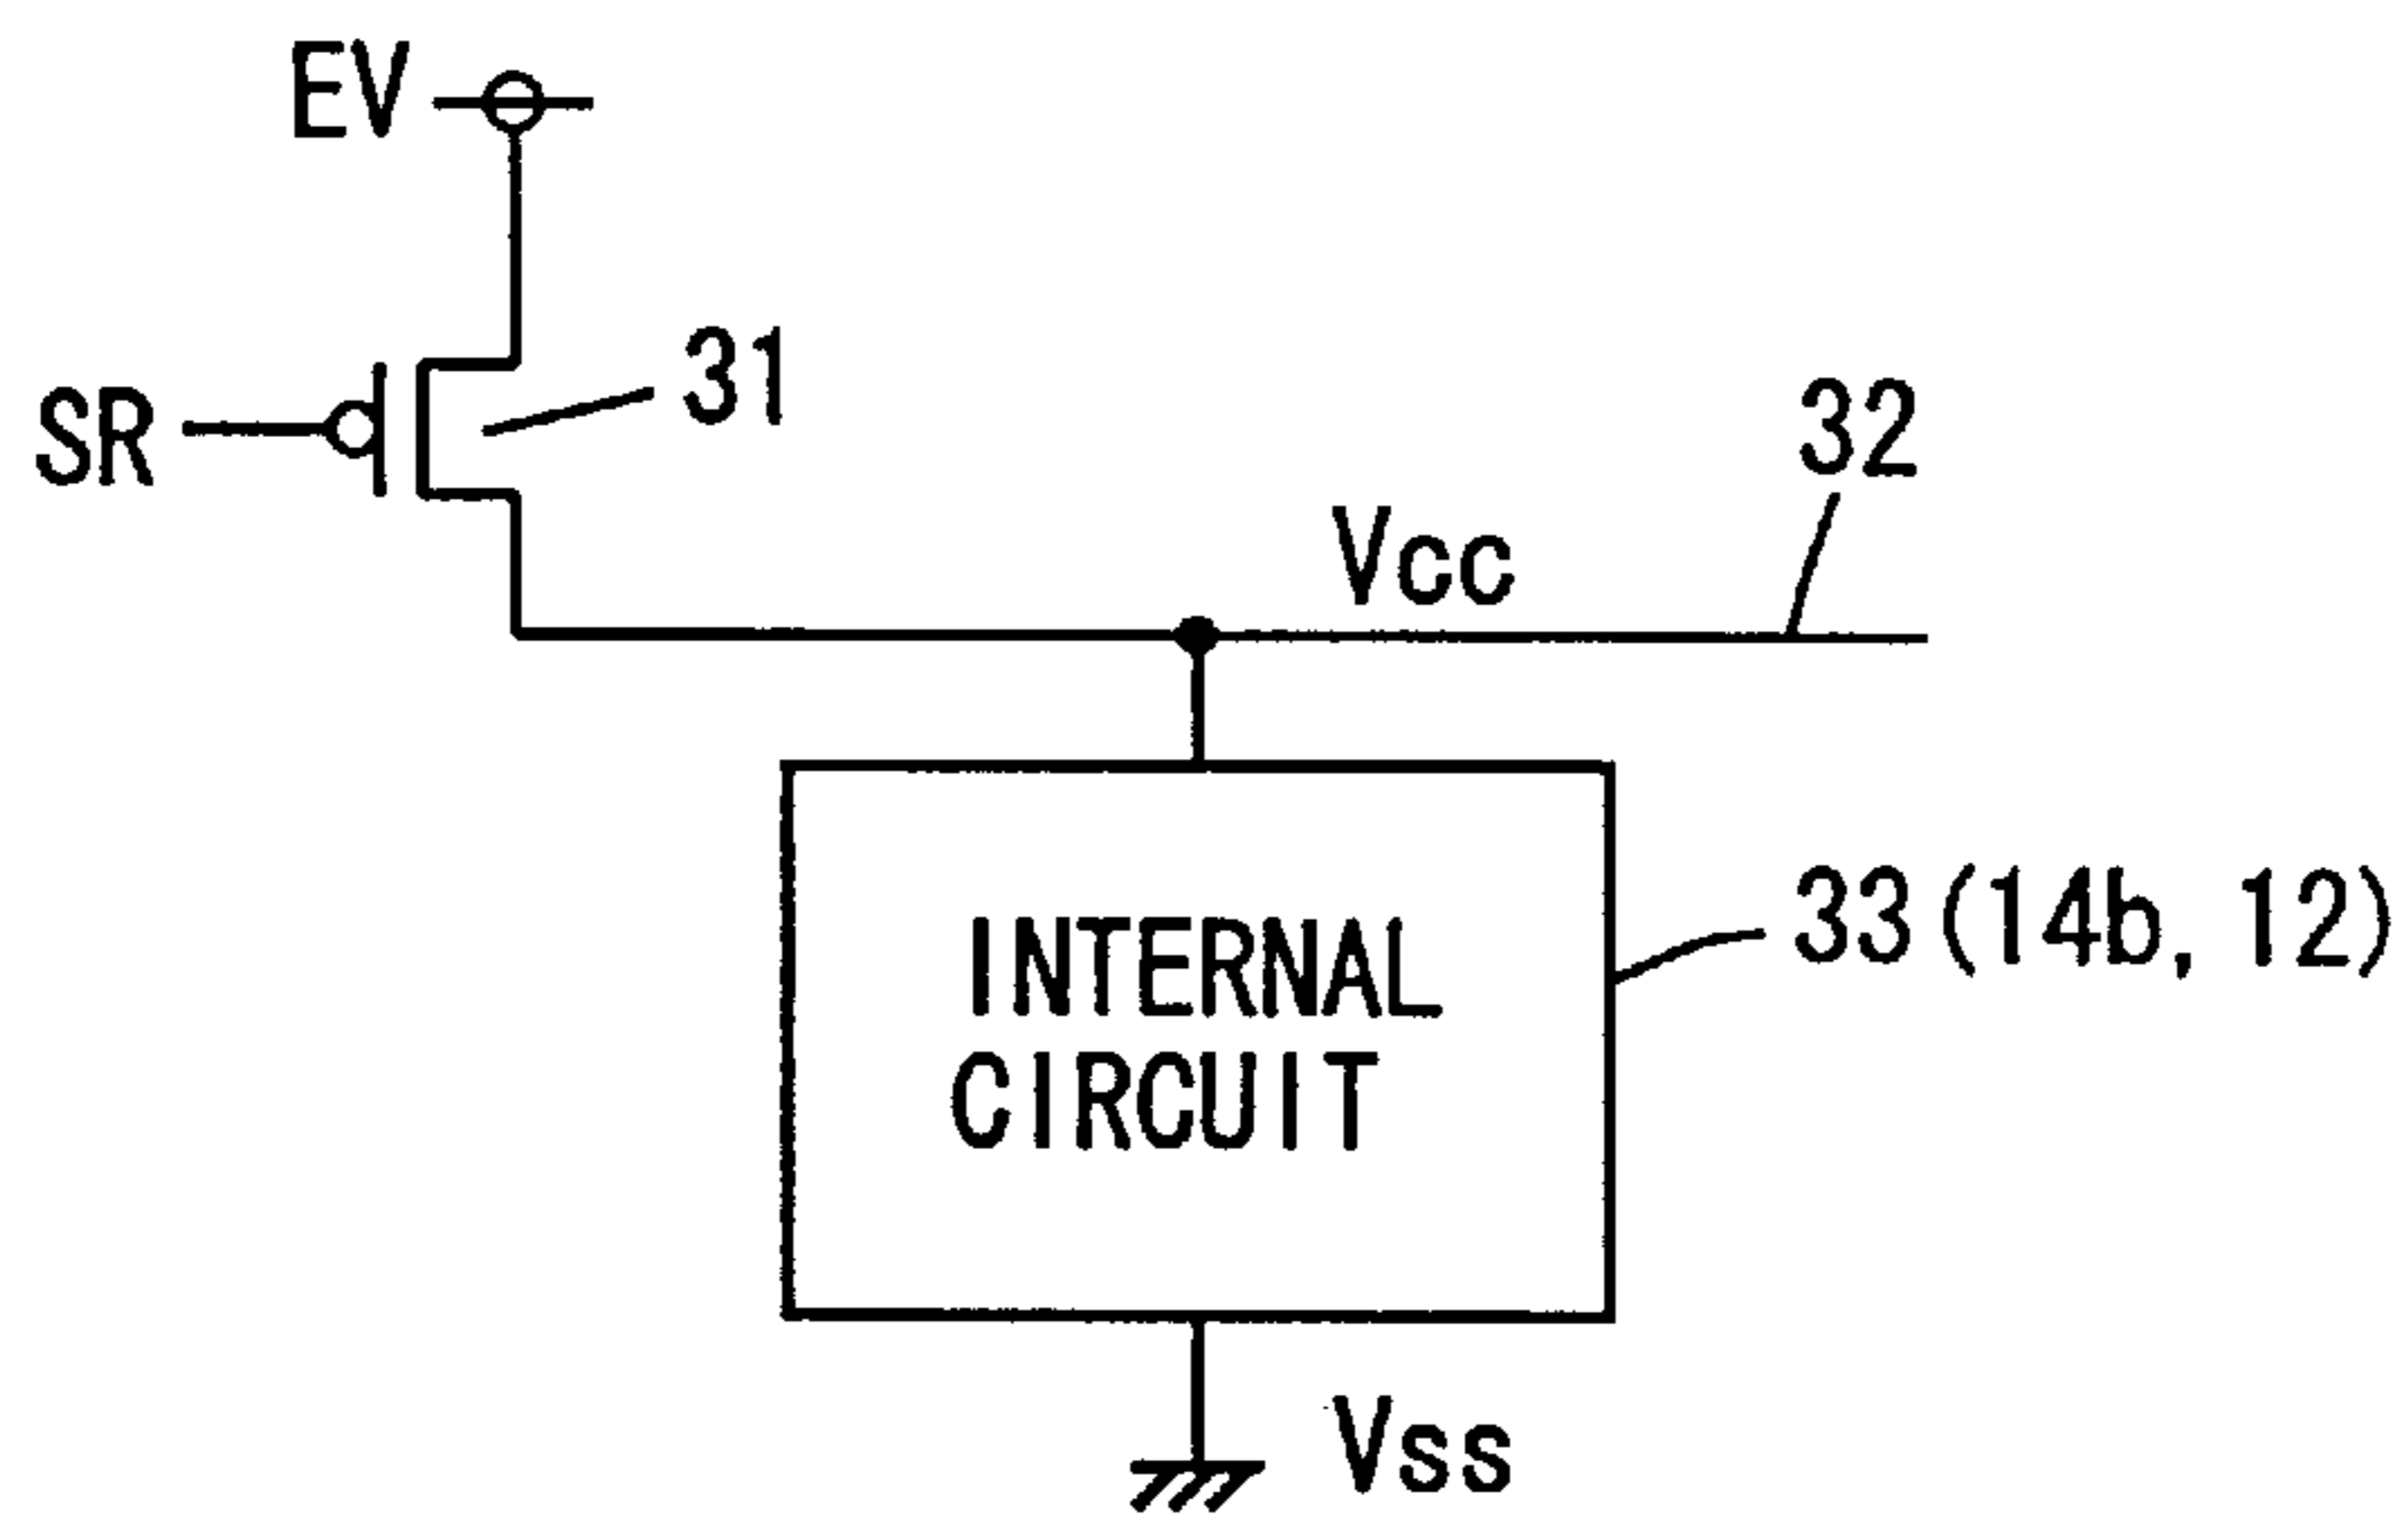 EV
SR
31
32
Vcc
INTERNAL
CIRCUIT
33(14b, 12)
Vss